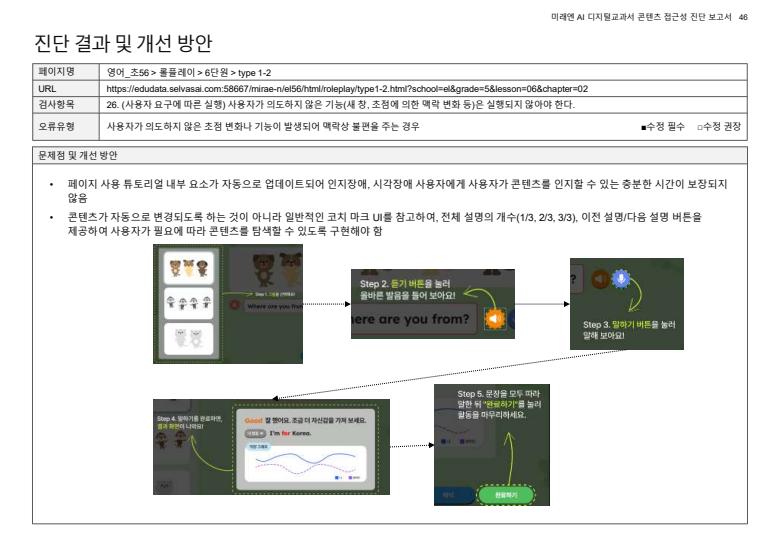 미래엔 AI 디지털교과서 콘텐츠 접근성 진단 보고서 46
진단 결과 및 개선 방안
페이지명 영어_초56 > 롤플레이 > 6단원 > type 1-2
URL https://edudata.selvasai.com:58667/mirae-n/el56/html/roleplay/type1-2.html?school=el&grade=5&lesson=06&chapter=02
검사항목 26. (사용자 요구에 따른 실행) 사용자가 의도하지 않은 기능(새 창, 초점에 의한 맥락 변화 등)은 실행되지 않아야 한다.
오류유형 사용자가 의도하지 않은 초점 변화나 기능이 발생되어 맥락상 불편을 주는 경우 ■수정 필수 □수정 권장
문제점 및 개선 방안
• 페이지 사용 튜토리얼 내부 요소가 자동으로 업데이트되어 인지장애, 시각장애 사용자에게 사용자가 콘텐츠를 인지할 수 있는 충분한 시간이 보장되지
않음
• 콘텐츠가 자동으로 변경되도록 하는 것이 아니라 일반적인 코치 마크 UI를 참고하여, 전체 설명의 개수(1/3, 2/3, 3/3), 이전 설명/다음 설명 버튼을
제공하여 사용자가 필요에 따라 콘텐츠를 탐색할 수 있도록 구현해야 함
Step 1.
Where are you from
Step 2. 듣기 버튼을 눌러
올바른 발음을 들어 보아요!
ere are you from?
?
Step 3. 말하기 버튼을 눌러
말해 보아요!
Step 4. 말하기를 완료하면,
결과 화면이 나와요!
Good 잘 했어요. 조금 더 자신감을 가져 보세요.
I'm for Korea.
Step 5. 문장을 모두 따라
말한 뒤 "완료하기"를 눌러
활동을 마무리하세요.
완료하기